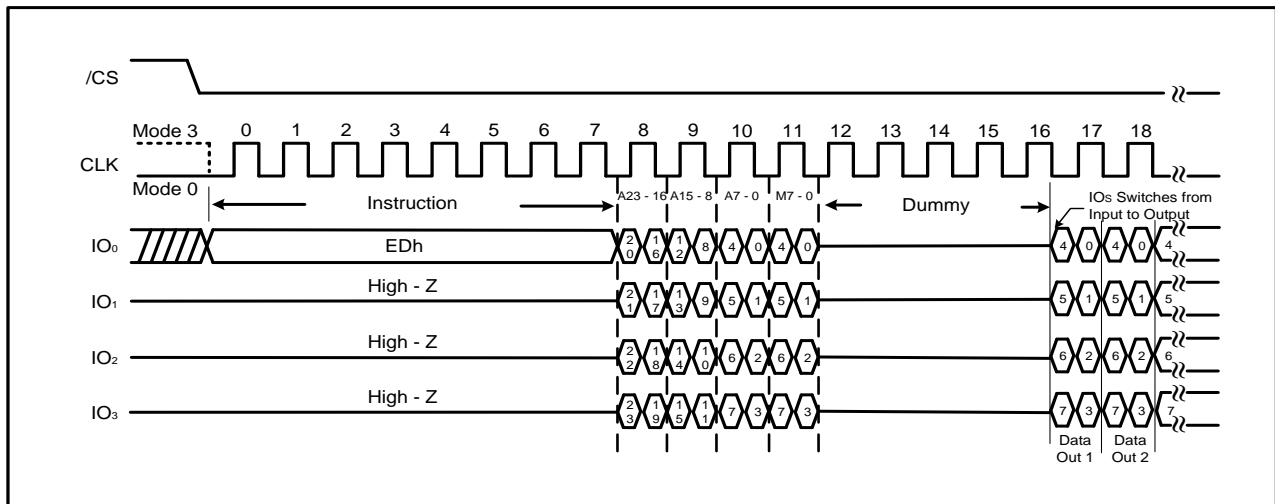 /CS
Mode 3
0 1 2 3 4 5 6 7 8 9 10 11 12 13 14 15 16 17 18
CLK
Mode 0
Instruction
A23 - 16 A15 - 8 A7 - 0 M7 - 0
Dummy
IOs Switches from
Input to Output
IO0 EDh 20 16 12 8 4 0 4 0 4 0 4 0 4
IO1 High - Z 21 17 13 9 5 1 5 1 5 1 5 1 5
IO2 High - Z 22 18 14 10 6 2 6 2 6 2 6 2 6
IO3 High - Z 23 19 15 11 7 3 7 3 7 3 7 3 7
Data
Out 1
Data
Out 2